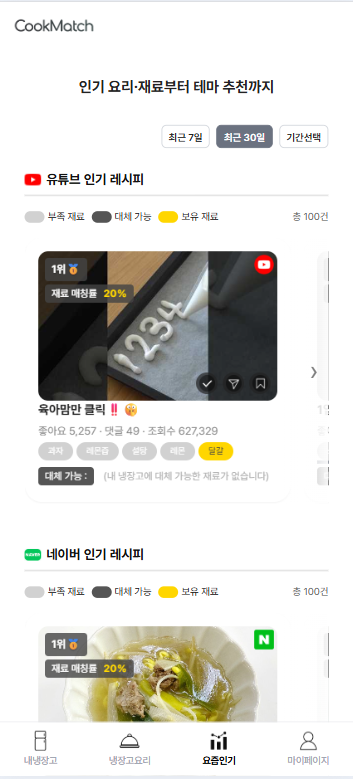 CookMatch
인기 요리·재료부터 테마 추천까지
최근 7일 최근 30일 기간선택
유튜브 인기 레시피
부족 재료 대체 가능 보유 재료 총 100건
1위
재료 매칭률 20%
1234
육아맘만 클릭‼️ 🤭
좋아요 5,257 · 댓글 49 · 조회수 627,329
과자 레몬즙 설탕 레몬 달걀
대체 가능 : (내 냉장고에 대체 가능한 재료가 없습니다)
네이버 인기 레시피
부족 재료 대체 가능 보유 재료 총 100건
1위
N
재료 매칭률 20%
내냉장고 냉장고요리 요즘인기 마이페이지